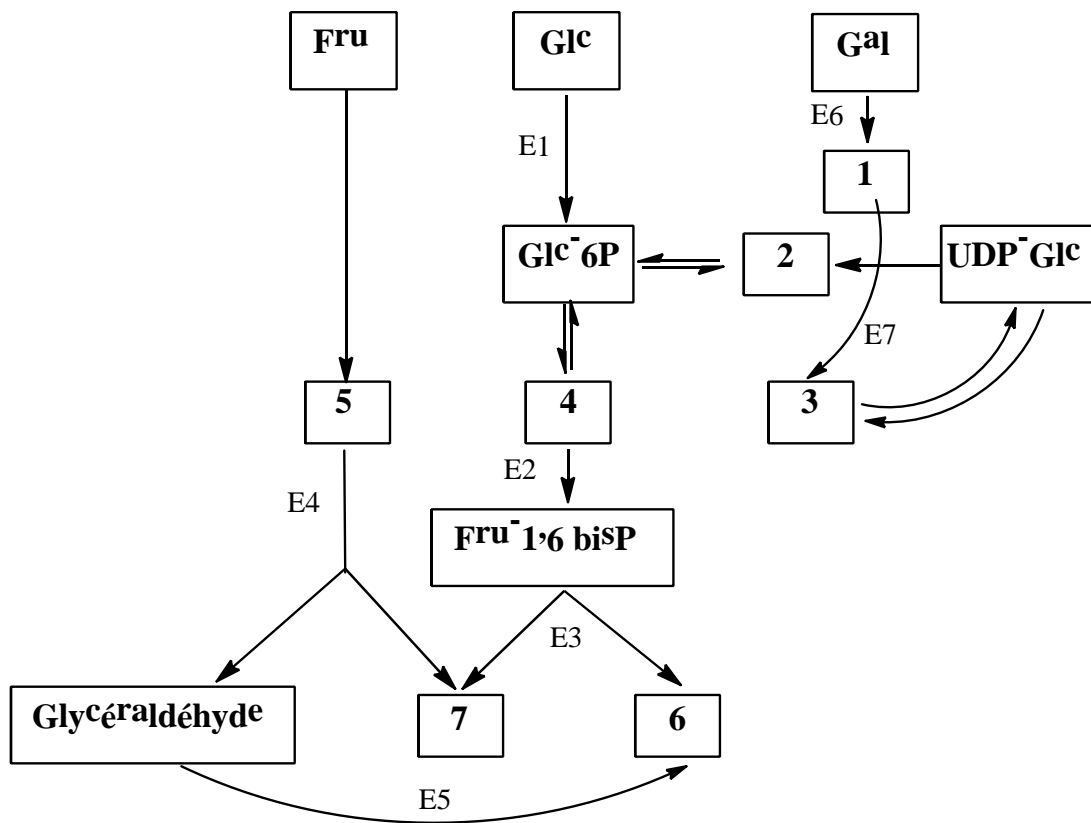 Fru
Glc
Gal
E6
E1
1
Glc-6P
2
UDP-Glc
E7
5
4
3
E4
E2
Fru-1,6 bisP
E3
Glycéraldéhyde
7
6
E5